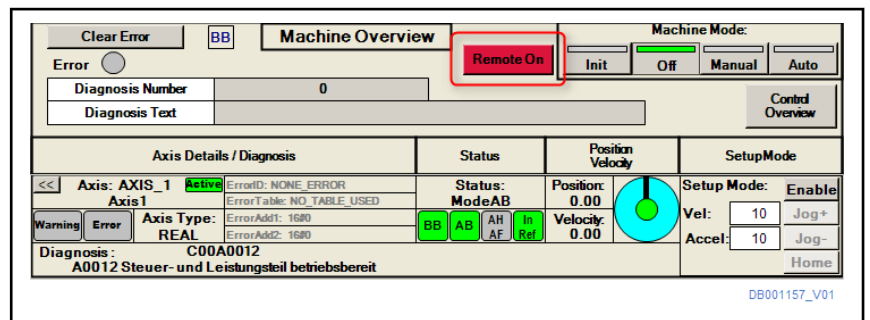 Clear Error
BB
Machine Overview
Machine Mode:
Error
Remote On
Init
Off
Manual
Auto
Diagnosis Number
0
Diagnosis Text
Control Overview
Axis Details / Diagnosis
Status
Position Velocity
SetupMode
<< Axis: AXIS_1 Active
Axis1
ErrorID: NONE_ERROR
ErrorTable: NO_TABLE_USED
Warning
Error
Axis Type:
REAL
ErrorAdd1: 16#0
ErrorAdd2: 16#0
Status:
ModeAB
BB
AB
AH
AF
In
Ref
Position:
0.00
Velocity:
0.00
Setup Mode: Enable
Vel: 10 Jog+
Accel: 10 Jog-
Home
Diagnosis: C00A0012
A0012 Steuer- und Leistungsteil betriebsbereit
DB001157_V01